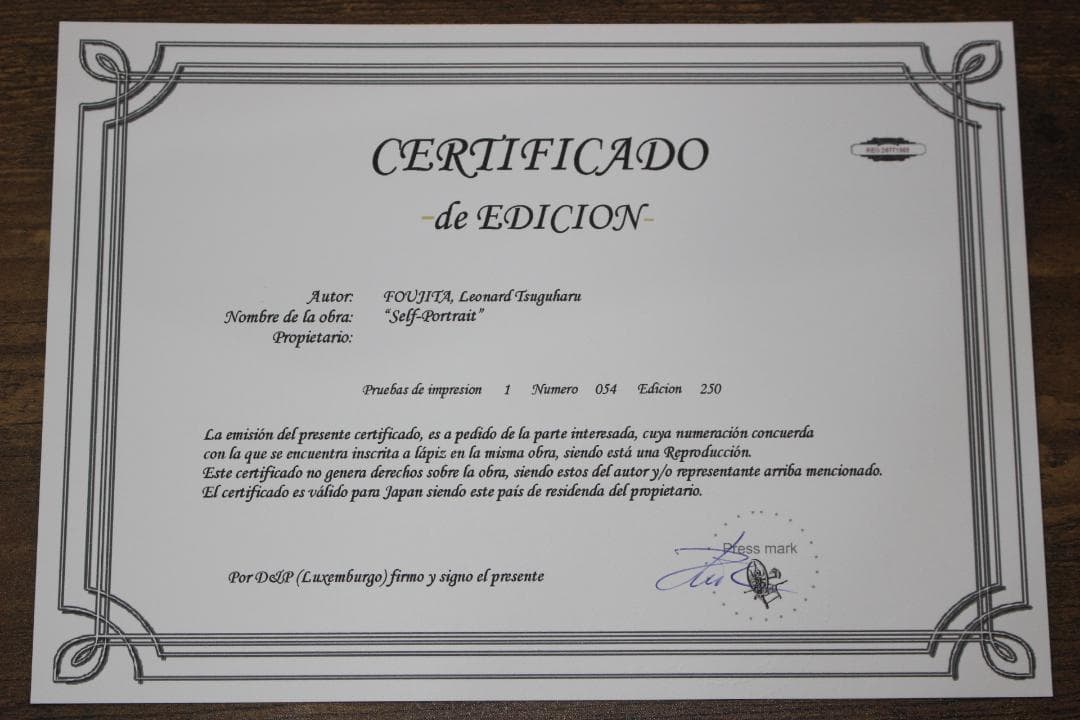 CERTIFICADO
-de EDICION-
Autor: FOUJITA, Leonard Tsuguharu
Nombre de la obra: “Self-Portrait”
Propietario:
Pruebas de impresion 1 Numero 054 Edicion 250
La emisión del presente certificado, es a pedido de la parte interesada, cuya numeración concuerda
con la que se encuentra inscrita a lápiz en la misma obra, siendo está una Reproducción.
Este certificado no genera derechos sobre la obra, siendo estos del autor y/o representante arriba mencionado.
El certificado es válido para Japan siendo este país de residenda del propietario.
Press mark
Por D&P (Luxemburgo) firmo y signo el presente